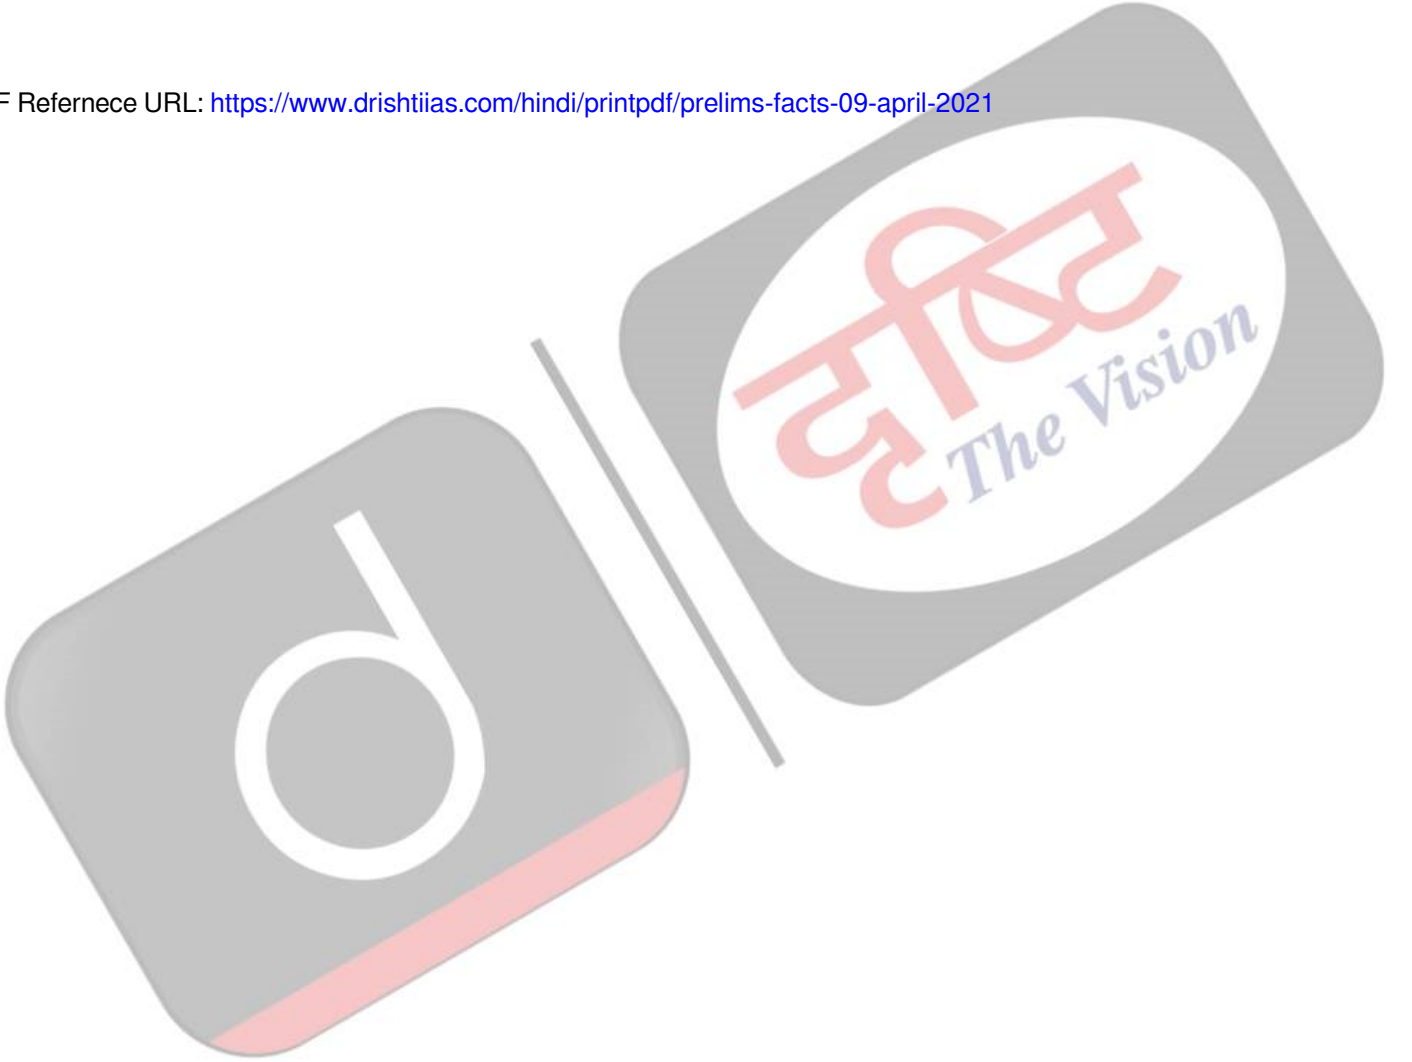 F Refernece URL: https://www.drishtiias.com/hindi/printpdf/prelims-facts-09-april-2021
दृष्टि
The Vision
d